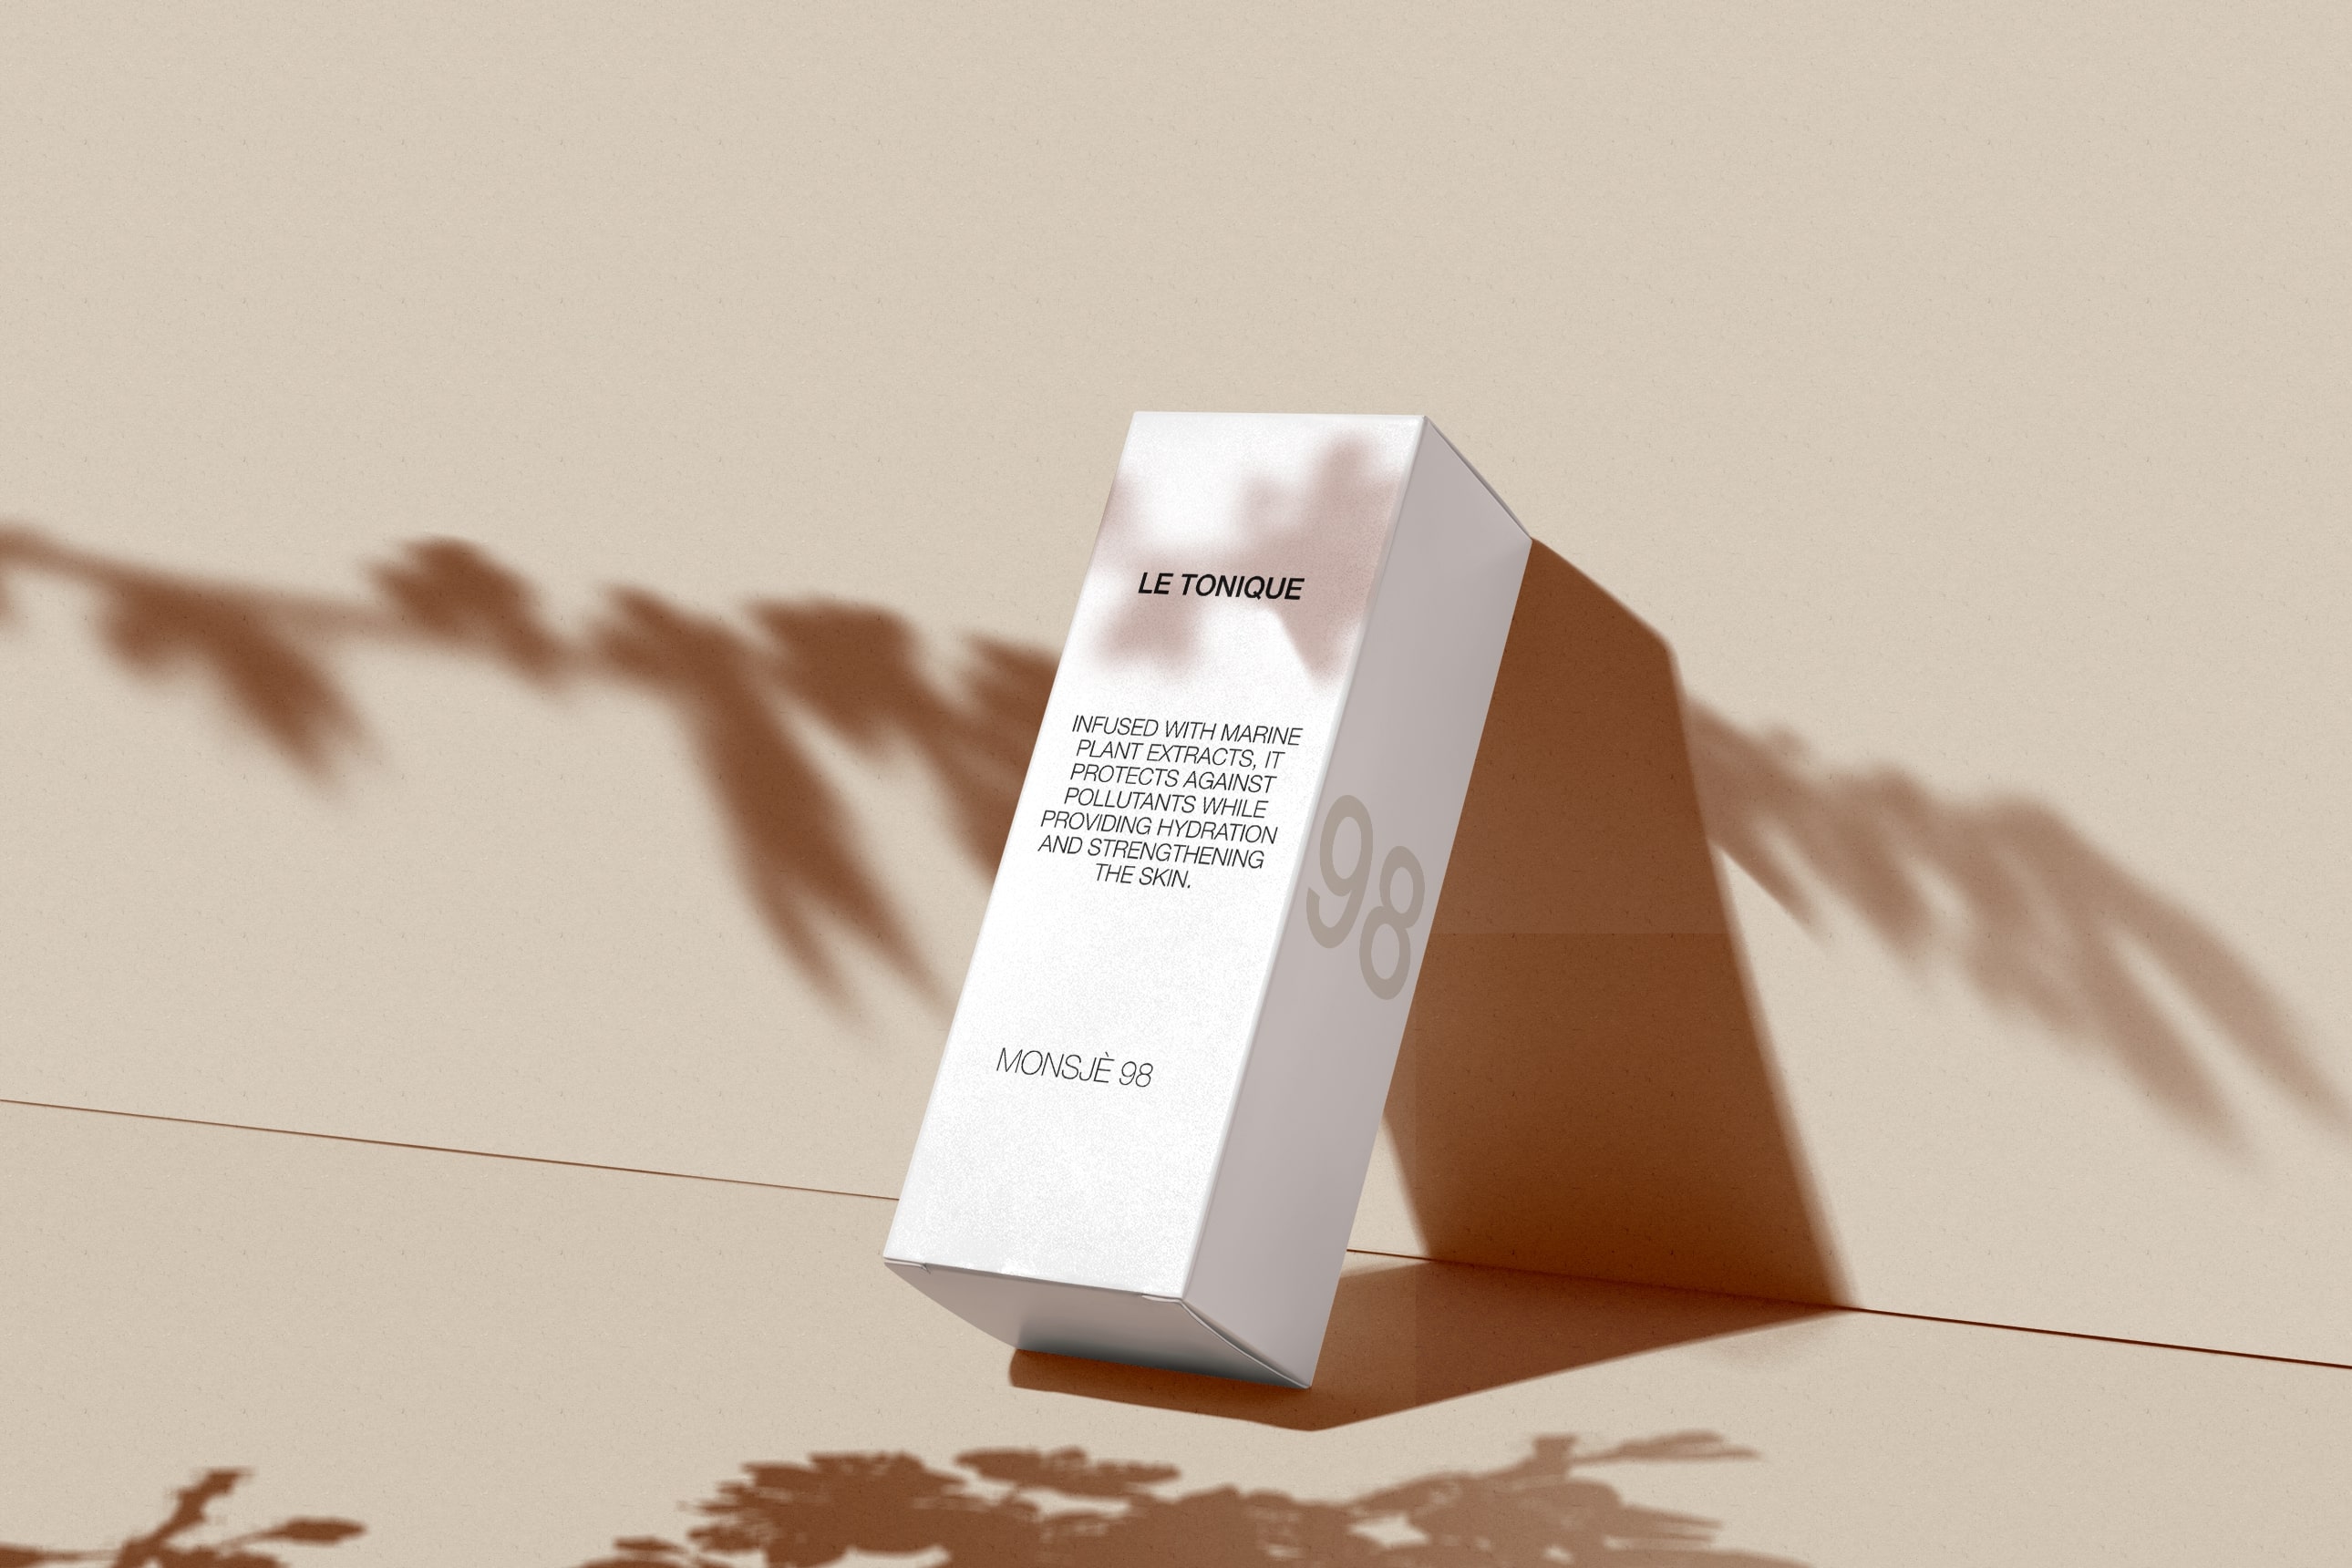 LE TONIQUE
INFUSED WITH MARINE
PLANT EXTRACTS, IT
PROTECTS AGAINST
POLLUTANTS WHILE
PROVIDING HYDRATION
AND STRENGTHENING
THE SKIN.
MONSJÈ 98
98